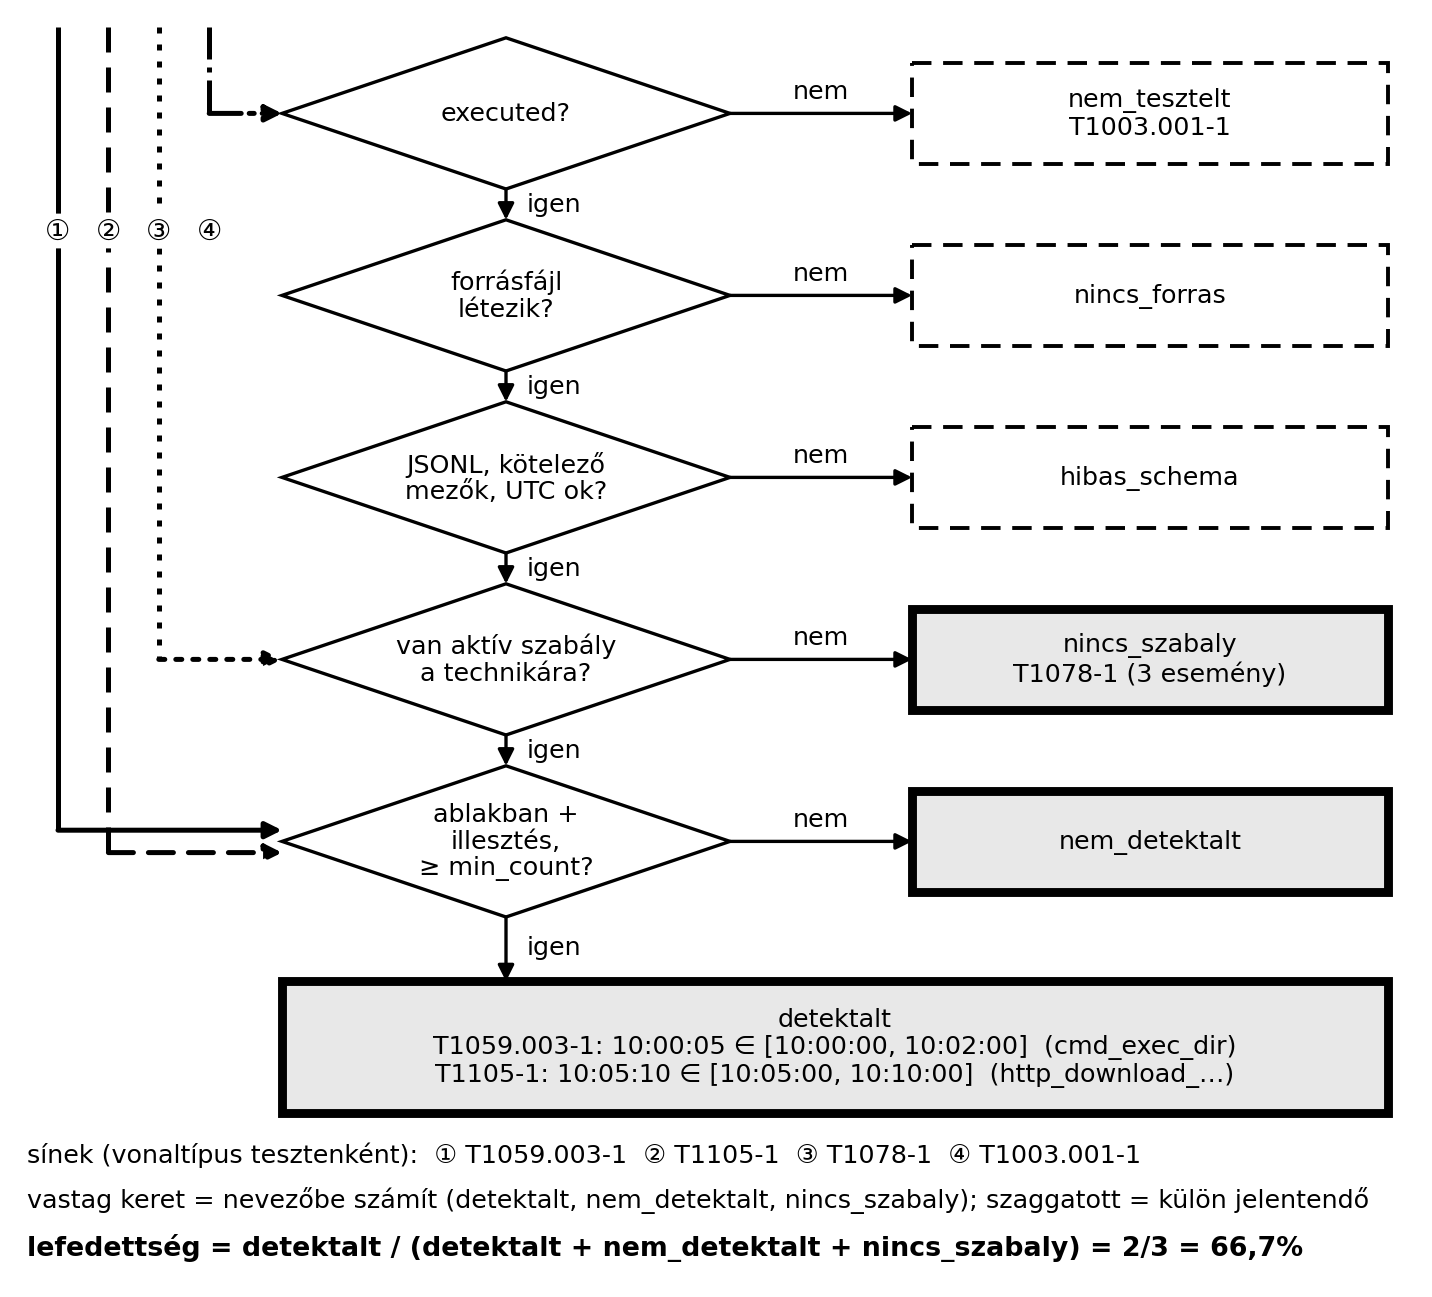 executed?
nem
nem_tesztelt
T1003.001-1
igen
① ② ③ ④
forrásfájl
létezik?
nem
nincs_forras
igen
JSONL, kötelező
mezők, UTC ok?
nem
hibas_schema
igen
van aktív szabály
a technikára?
nem
nincs_szabaly
T1078-1 (3 esemény)
igen
ablakban +
illesztés,
≥ min_count?
nem
nem_detektalt
igen
detektalt
T1059.003-1: 10:00:05 ∈ [10:00:00, 10:02:00] (cmd_exec_dir)
T1105-1: 10:05:10 ∈ [10:05:00, 10:10:00] (http_download_...)
sínek (vonaltípus tesztenként): ① T1059.003-1 ② T1105-1 ③ T1078-1 ④ T1003.001-1
vastag keret = nevezőbe számít (detektalt, nem_detektalt, nincs_szabaly); szaggatott = külön jelentendő
lefedettség = detektalt / (detektalt + nem_detektalt + nincs_szabaly) = 2/3 = 66,7%